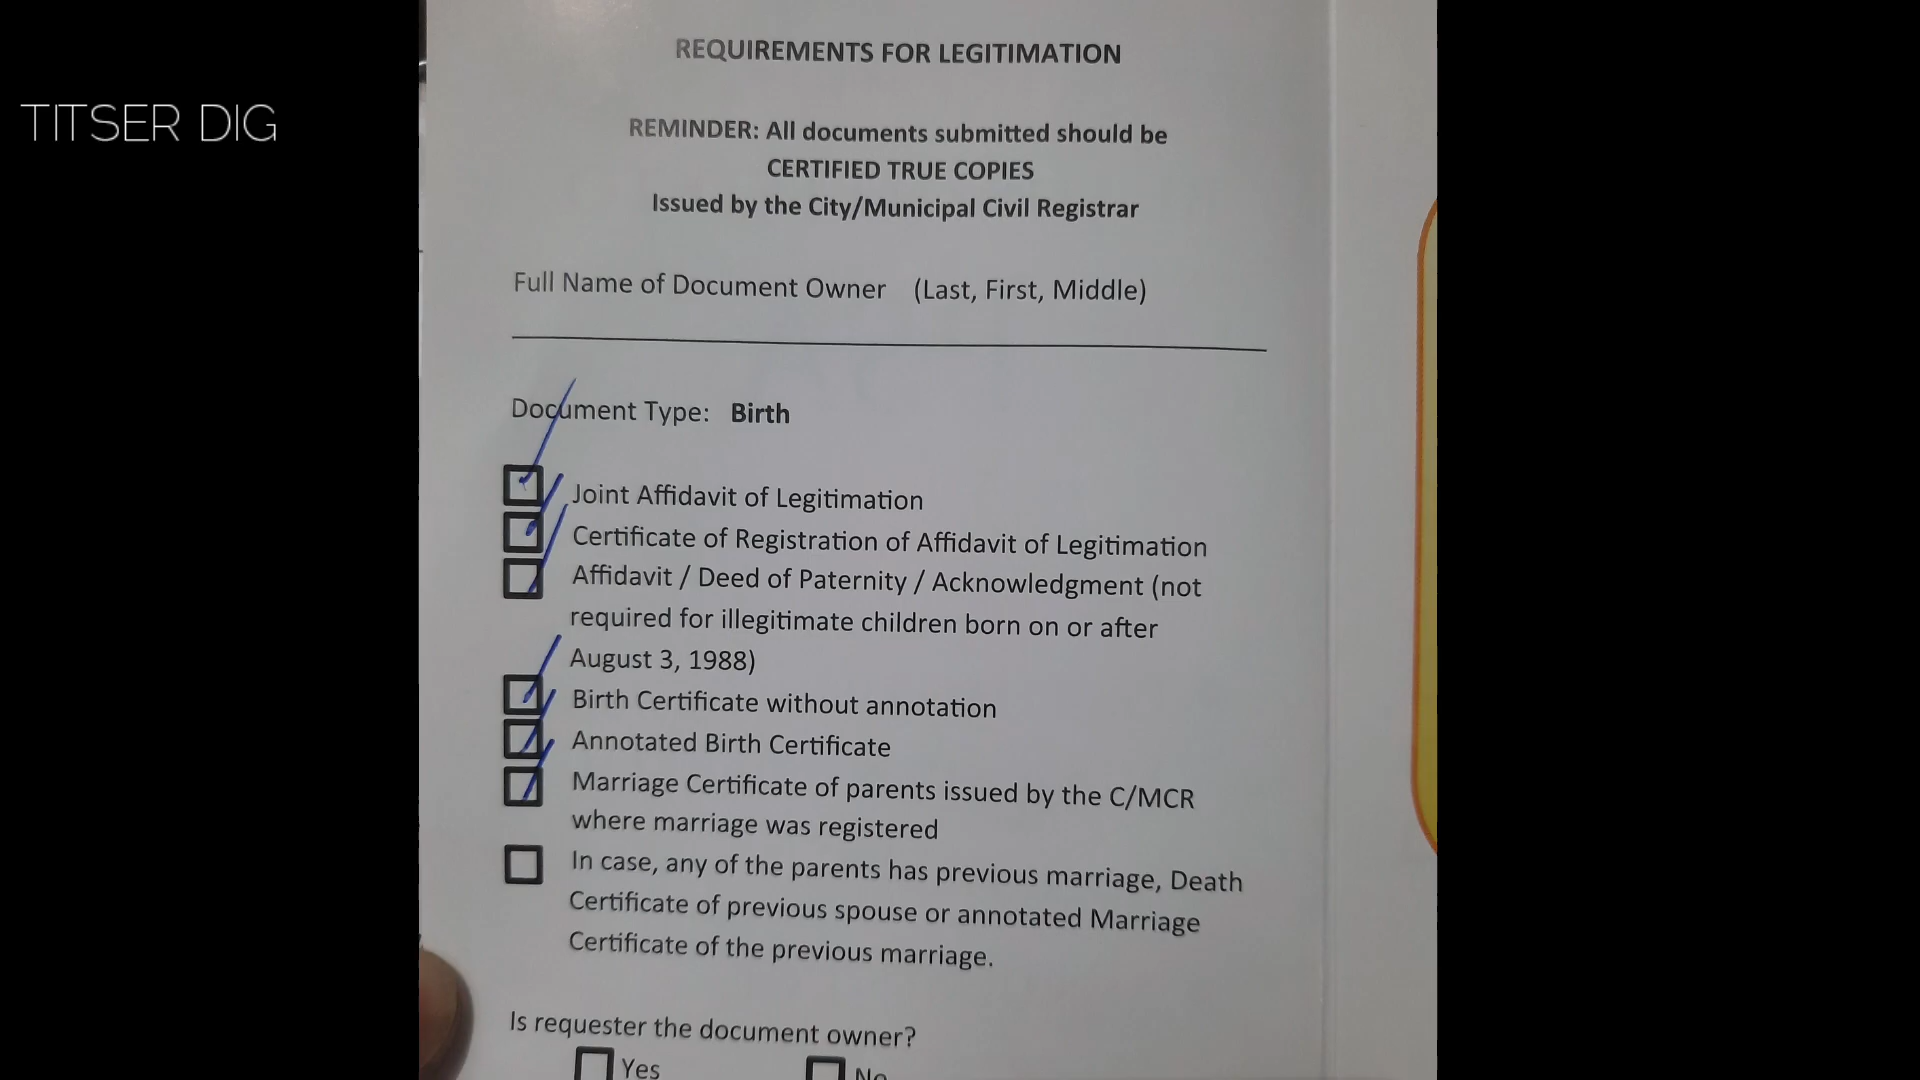 TITSER DIG
REQUIREMENTS FOR LEGITIMATION
REMINDER: All documents submitted should be
CERTIFIED TRUE COPIES
Issued by the City/Municipal Civil Registrar
Full Name of Document Owner (Last, First, Middle)
Document Type: Birth
Joint Affidavit of Legitimation
Certificate of Registration of Affidavit of Legitimation
Affidavit / Deed of Paternity / Acknowledgment (not
required for illegitimate children born on or after
August 3, 1988)
Birth Certificate without annotation
Annotated Birth Certificate
Marriage Certificate of parents issued by the C/MCR
where marriage was registered
In case, any of the parents has previous marriage, Death
Certificate of previous spouse or annotated Marriage
Certificate of the previous marriage.
Is requester the document owner?
Yes No